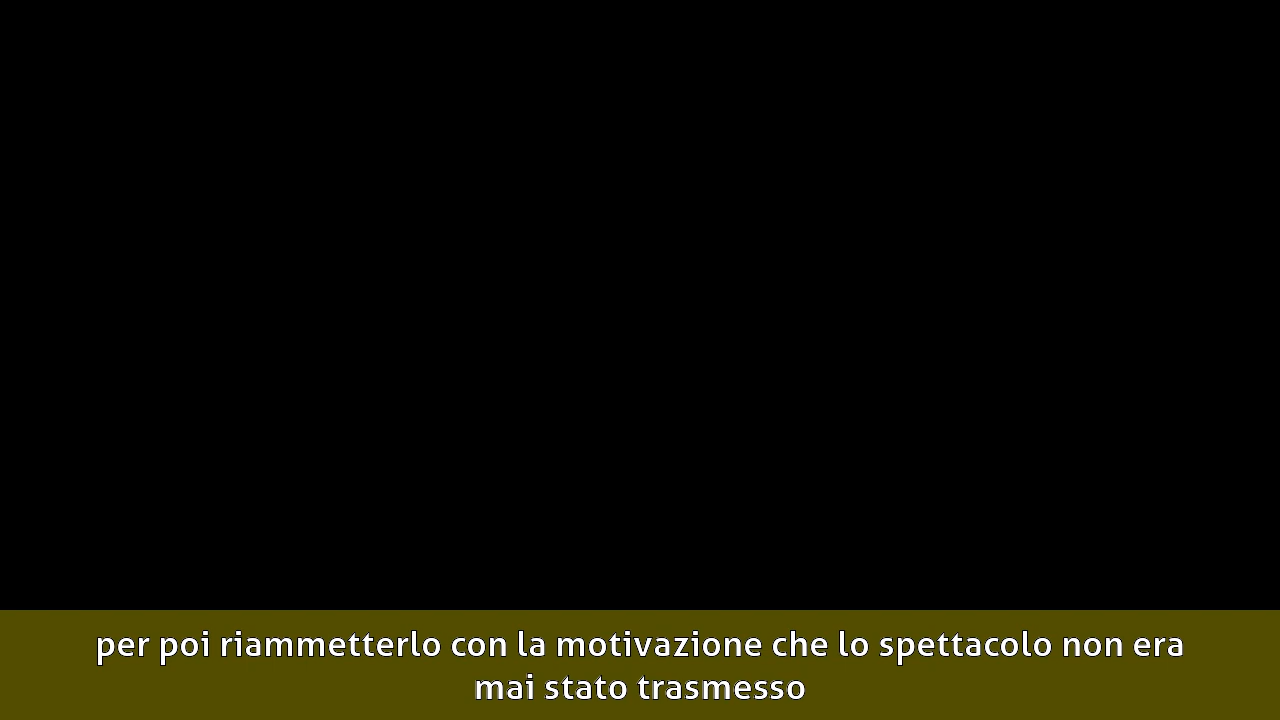 per poi riammetterlo con la motivazione che lo spettacolo non era
mai stato trasmesso